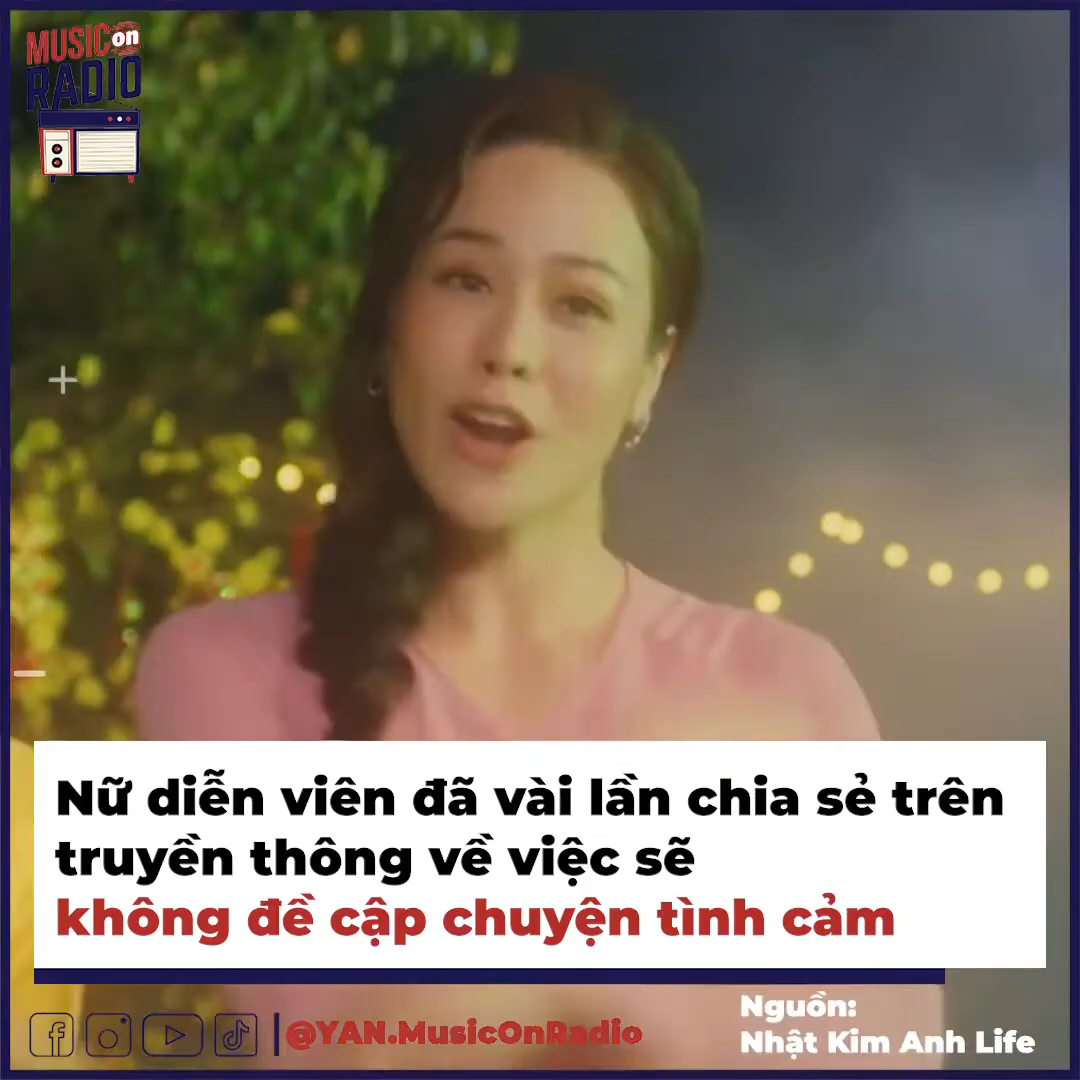 MUSIC on
RADIO
Nữ diễn viên đã vài lần chia sẻ trên
truyền thông về việc sẽ
không đề cập chuyện tình cảm
@YAN.MusicOnRadio
Nguồn:
Nhật Kim Anh Life